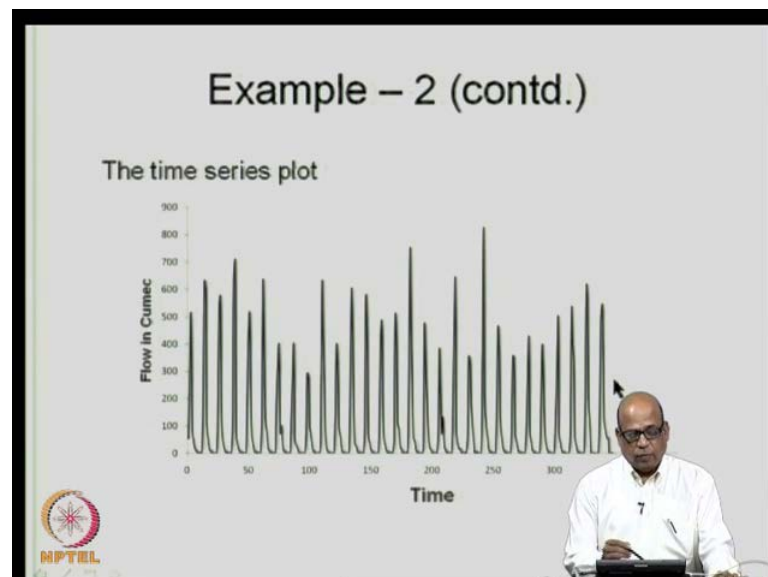 Example – 2 (contd.)
The time series plot
900
800
700
600
500
400
300
200
100
0
Flow in Cumec
0 50 100 150 200 250 300
Time
NPTEL